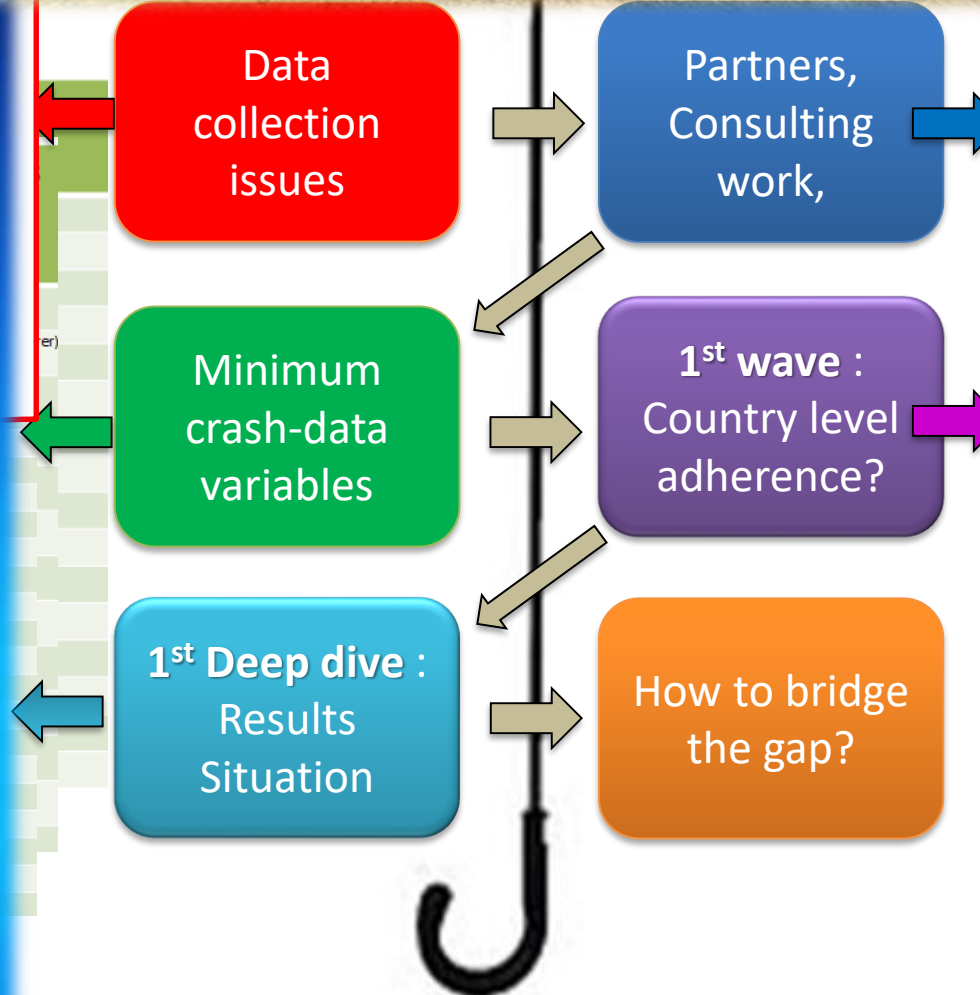 Data
collection
issues
Partners,
Consulting
work,
er)
Minimum
crash-data
variables
1st wave :
Country level
adherence?
1st Deep dive :
Results
Situation
How to bridge
the gap?